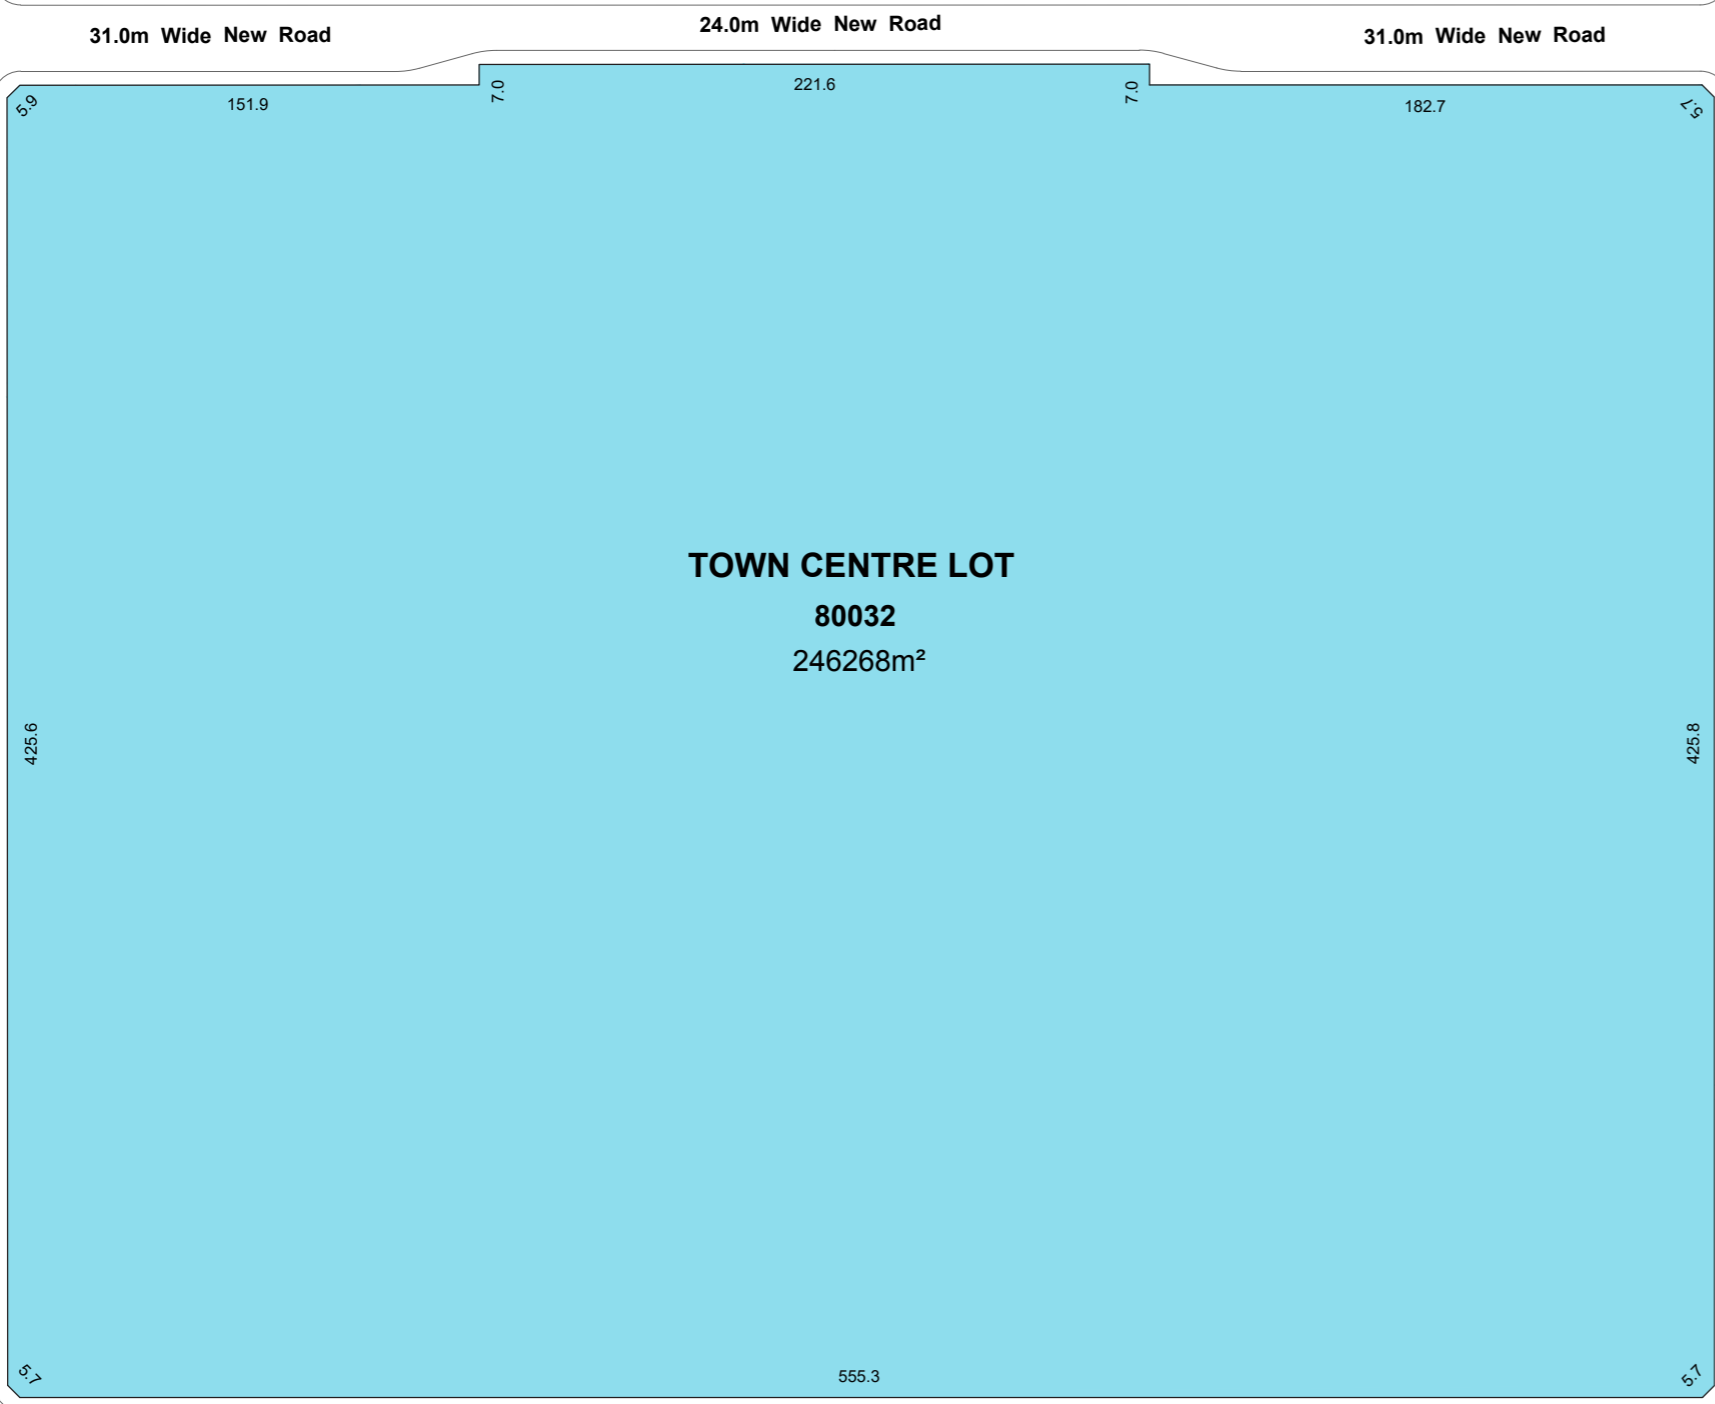 31.0m Wide New Road
24.0m Wide New Road
31.0m Wide New Road
5.9
151.9
7.0
221.6
7.0
182.7
5.7
TOWN CENTRE LOT
80032
246268m²
425.6
425.8
5.7
555.3
5.7